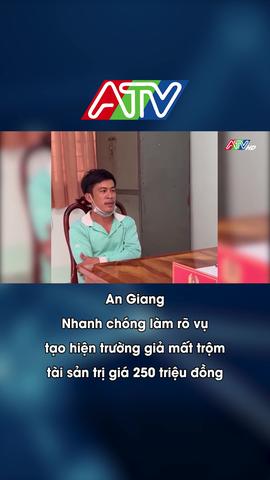 ATV
ATV HD
An Giang
Nhanh chóng làm rõ vụ
tạo hiện trường giả mất trộm
tài sản trị giá 250 triệu đồng